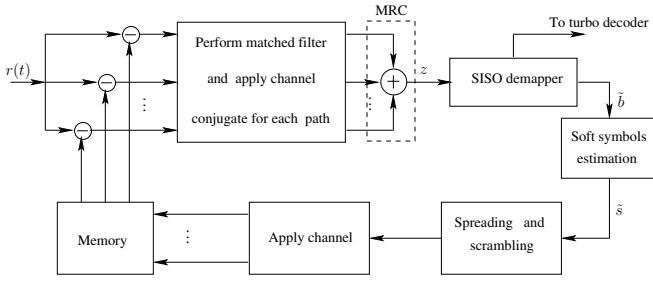 MRC
To turbo decoder
r(t)
Perform matched filter
and apply channel
conjugate for each path
z
SISO demapper
b̃
Soft symbols
estimation
s̃
Memory
Apply channel
Spreading and
scrambling